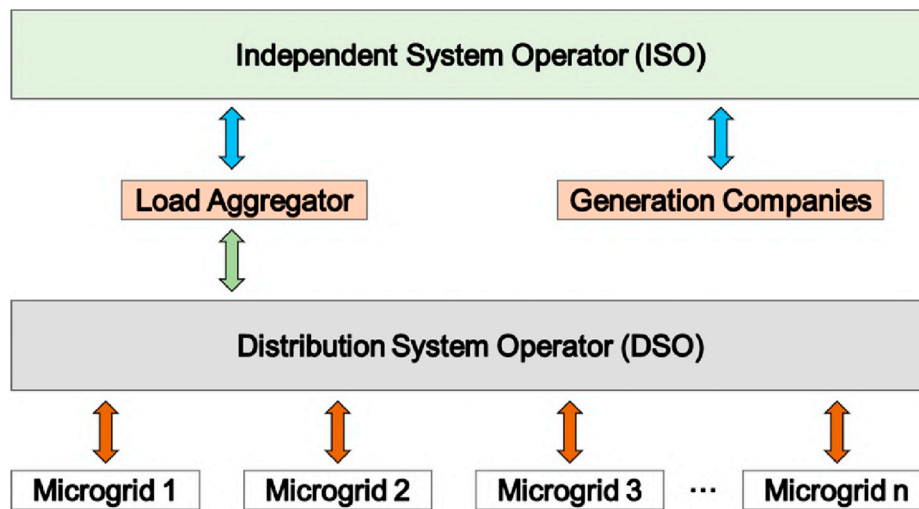 Independent System Operator (ISO)
Load Aggregator
Generation Companies
Distribution System Operator (DSO)
Microgrid 1
Microgrid 2
Microgrid 3
...
Microgrid n